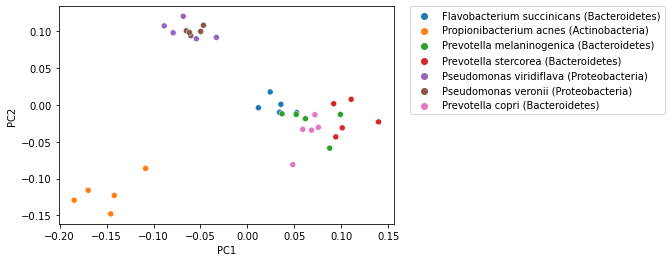 Flavobacterium succinicans (Bacteroidetes)
Propionibacterium acnes (Actinobacteria)
Prevotella melaninogenica (Bacteroidetes)
Prevotella stercorea (Bacteroidetes)
Pseudomonas viridiflava (Proteobacteria)
Pseudomonas veronii (Proteobacteria)
Prevotella copri (Bacteroidetes)
PC2
0.10
0.05
0.00
−0.05
−0.10
−0.15
−0.20 −0.15 −0.10 −0.05 0.00 0.05 0.10 0.15
PC1